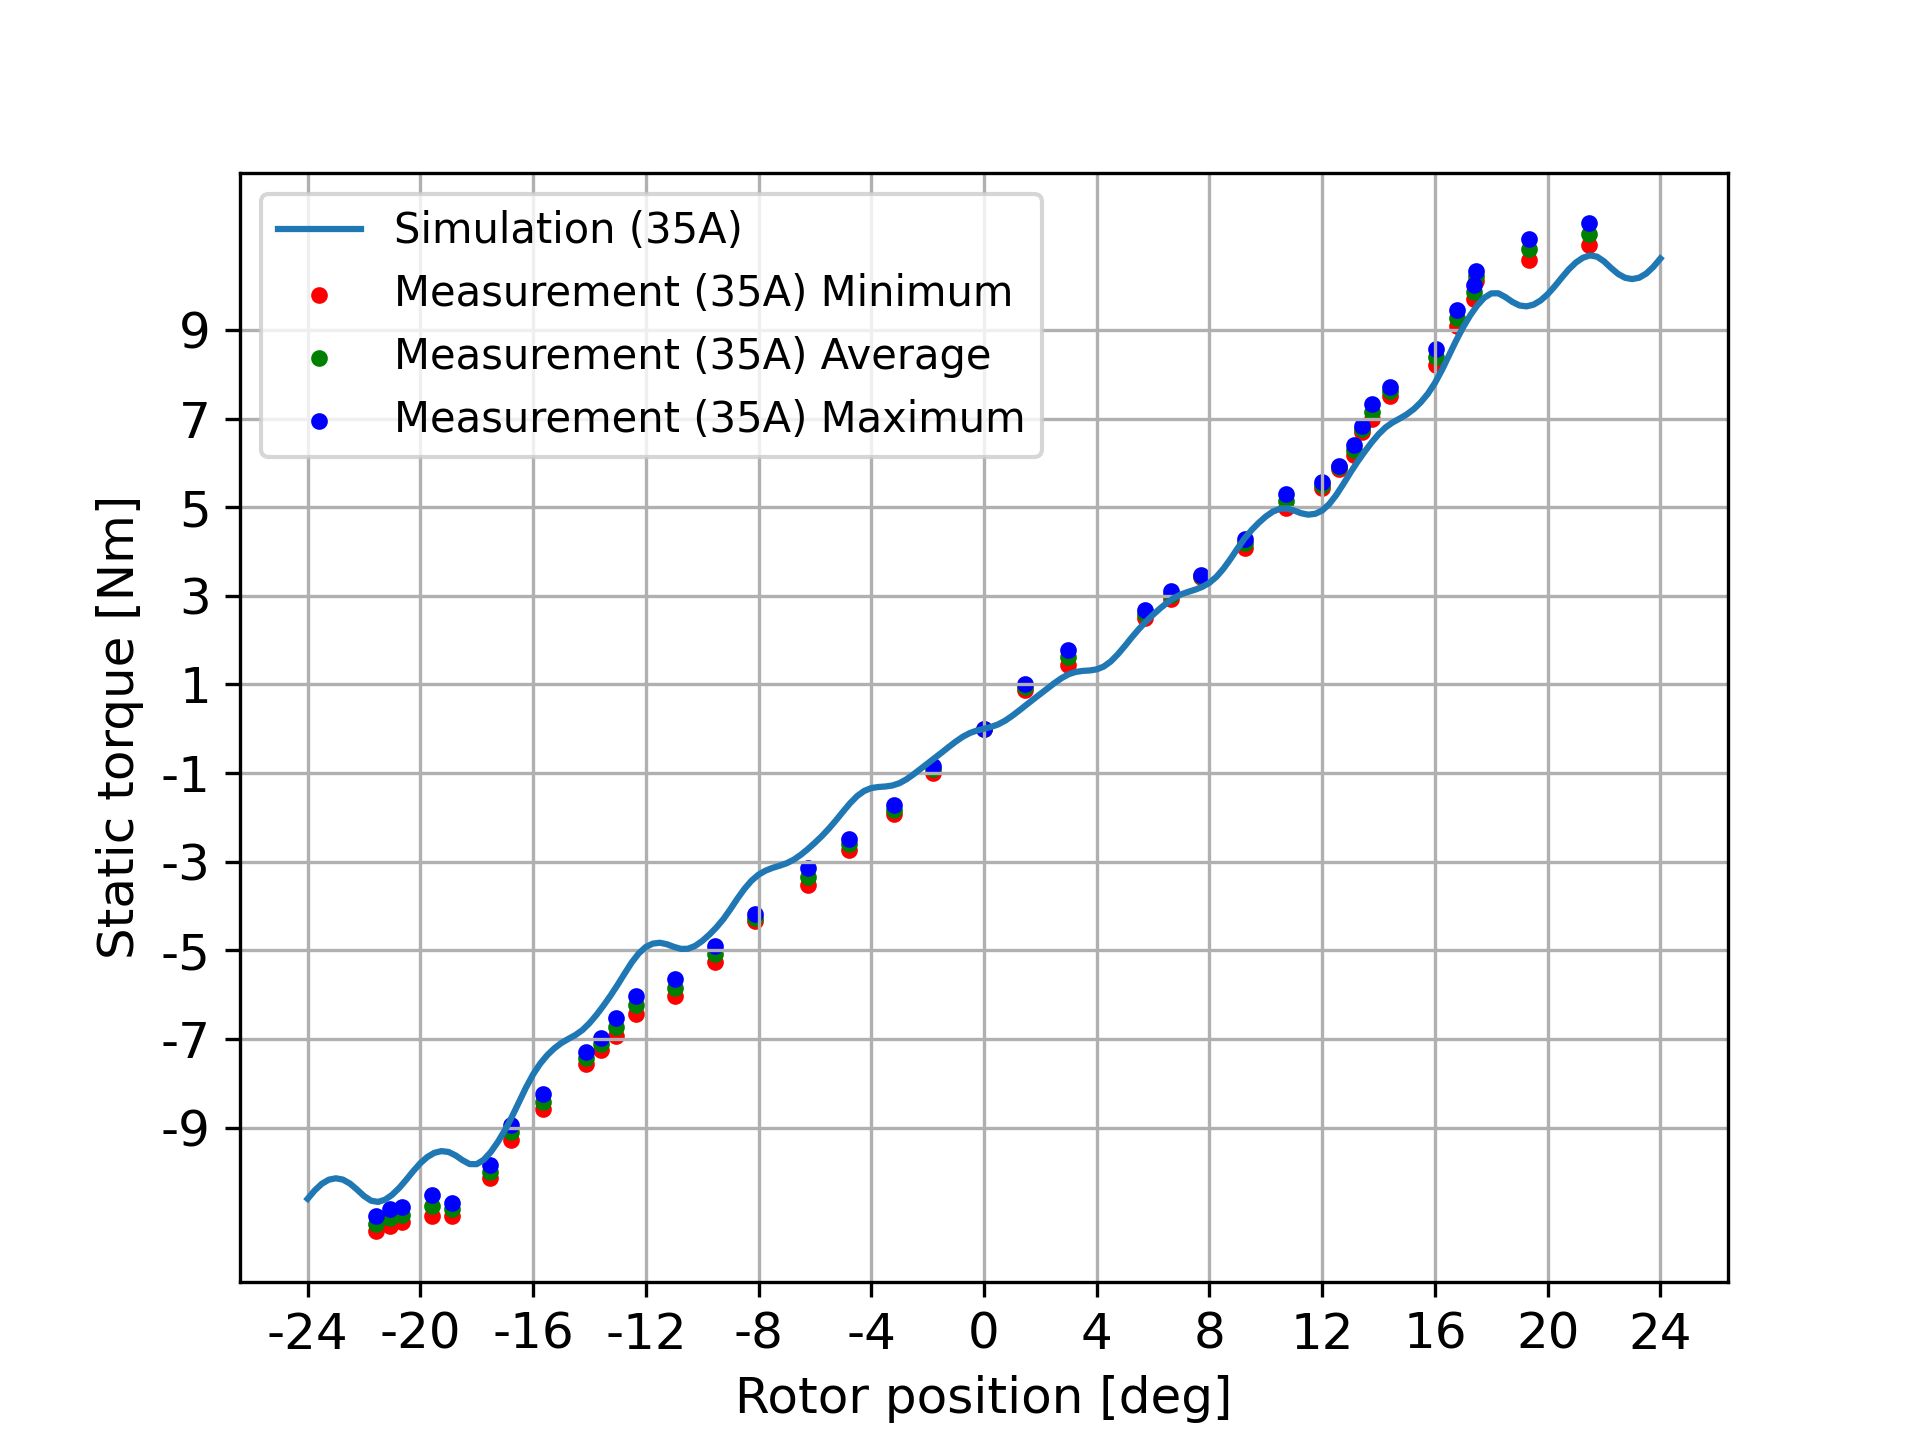 Simulation (35A)
Measurement (35A) Minimum
Measurement (35A) Average
Measurement (35A) Maximum
9
7
5
3
1
-1
-3
-5
-7
-9
Static torque [Nm]
-24 -20 -16 -12 -8 -4 0 4 8 12 16 20 24
Rotor position [deg]